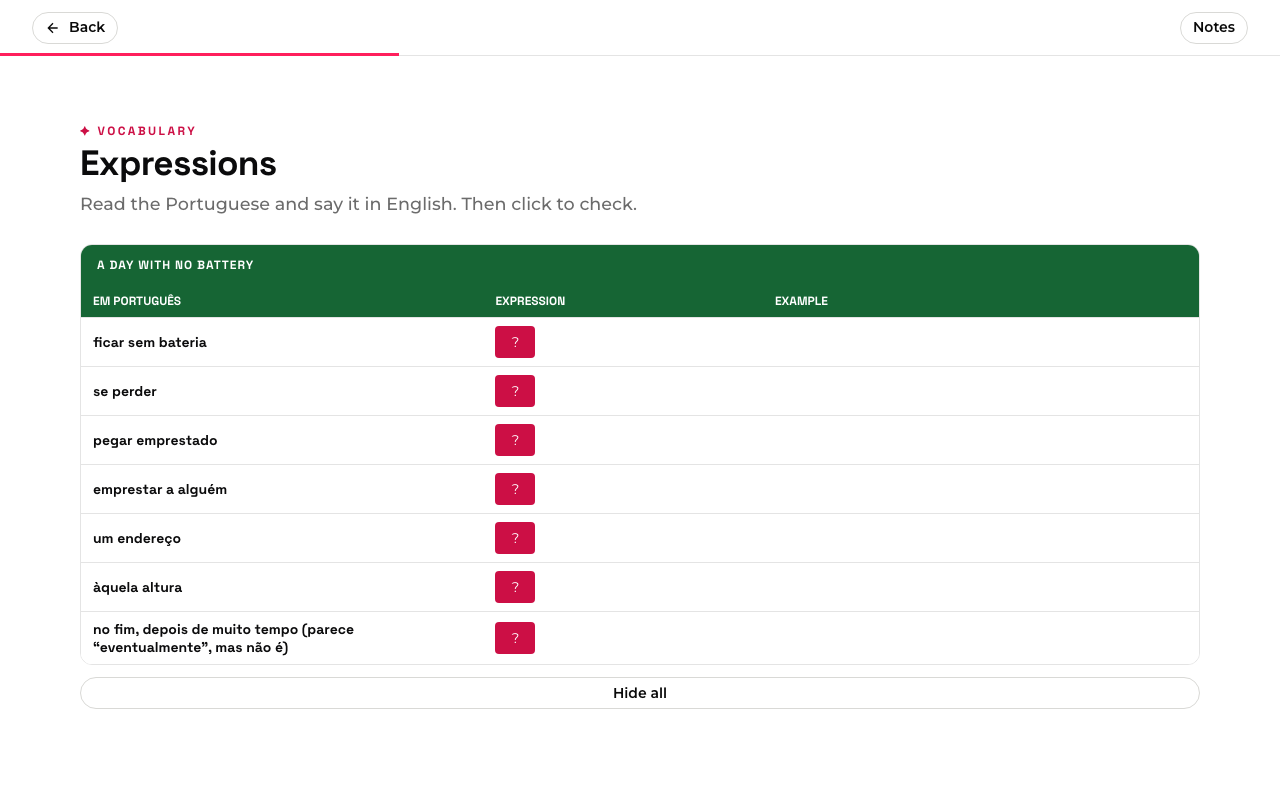 Back
Notes
VOCABULARY
Expressions
Read the Portuguese and say it in English. Then click to check.
A DAY WITH NO BATTERY
EM PORTUGUÊS EXPRESSION EXAMPLE
ficar sem bateria ?
se perder ?
pegar emprestado ?
emprestar a alguém ?
um endereço ?
àquela altura ?
no fim, depois de muito tempo (parece
“eventualmente”, mas não é) ?
Hide all